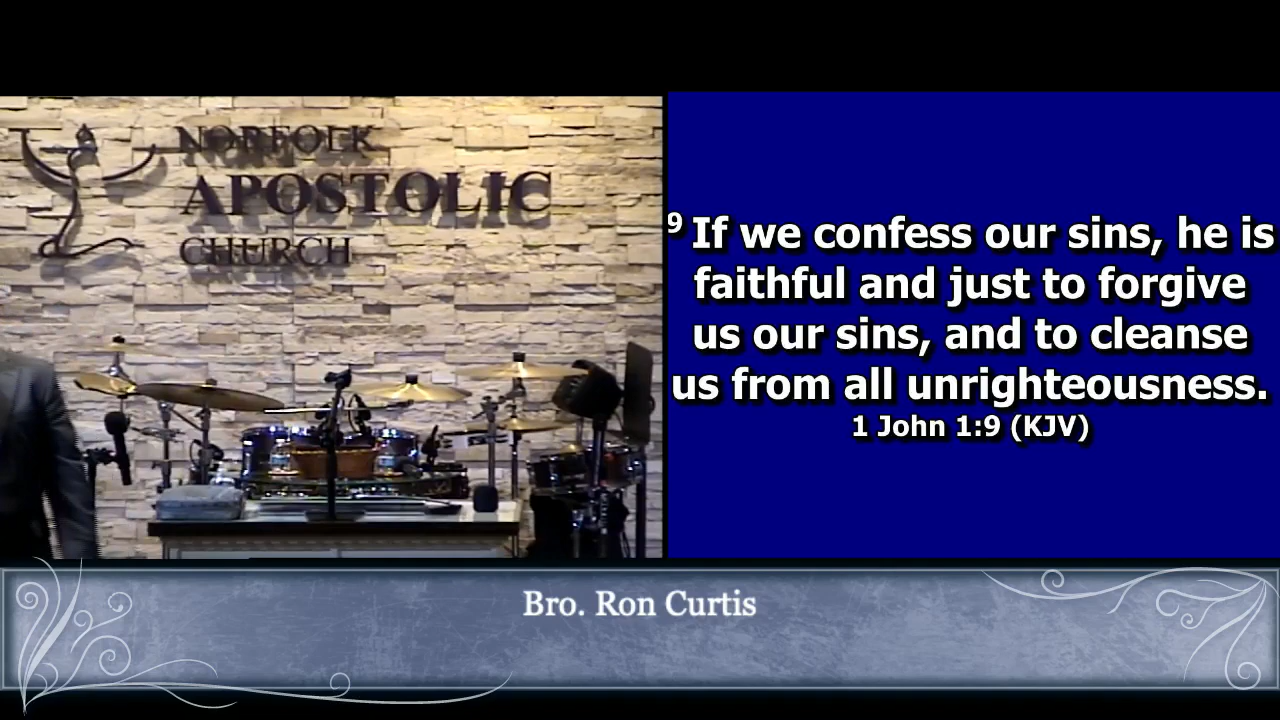 NORFOLK
APOSTOLIC
CHURCH
9 If we confess our sins, he is
faithful and just to forgive
us our sins, and to cleanse
us from all unrighteousness.
1 John 1:9 (KJV)
Bro. Ron Curtis